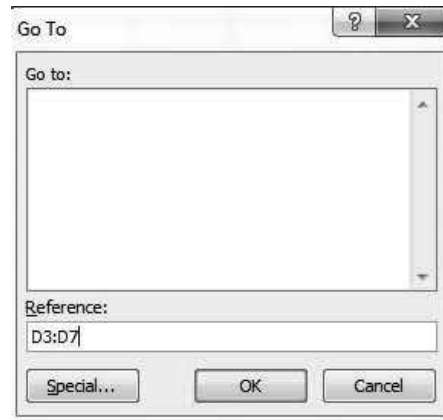 Go To
Go to:
Reference:
D3:D7
Special... OK Cancel